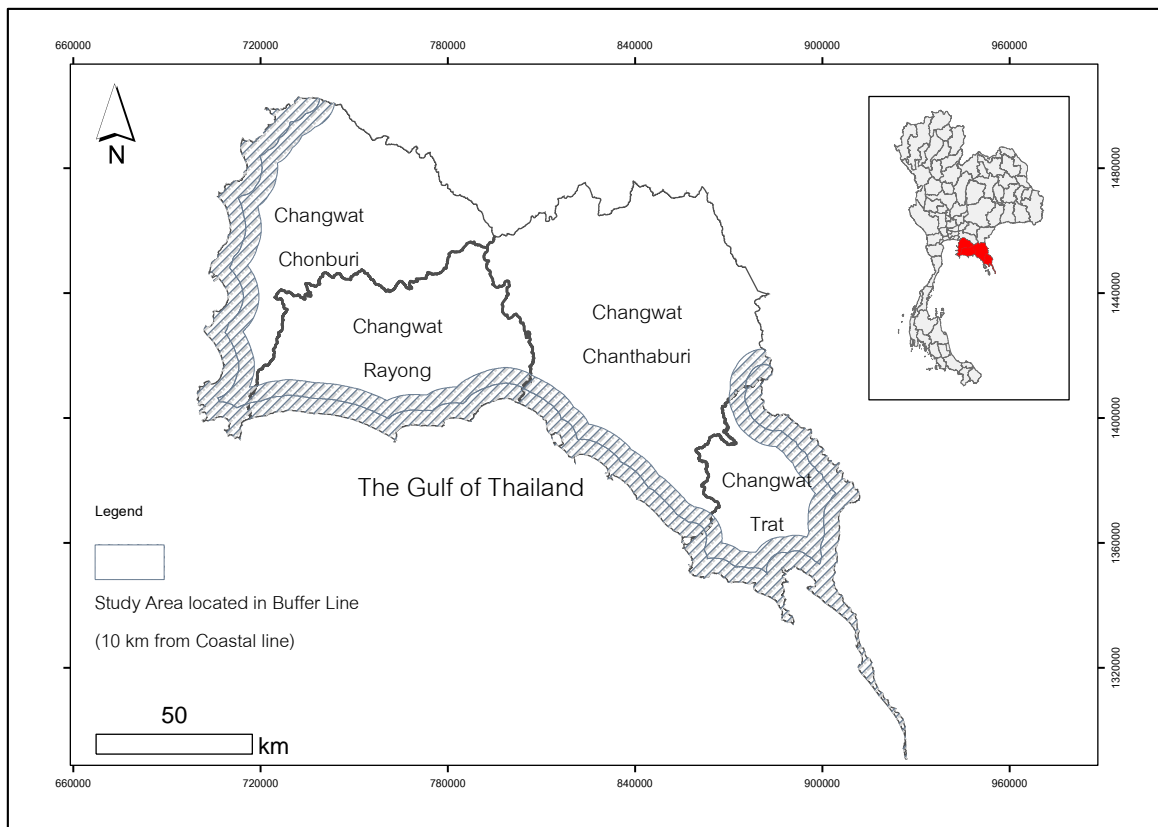 660000 720000 780000 840000 900000 960000
N
1480000
1440000
1400000
1360000
1320000
Changwat
Chonburi
Changwat
Rayong
Changwat
Chanthaburi
Changwat
Trat
The Gulf of Thailand
Legend
Study Area located in Buffer Line
(10 km from Coastal line)
50
km
660000 720000 780000 840000 900000 960000